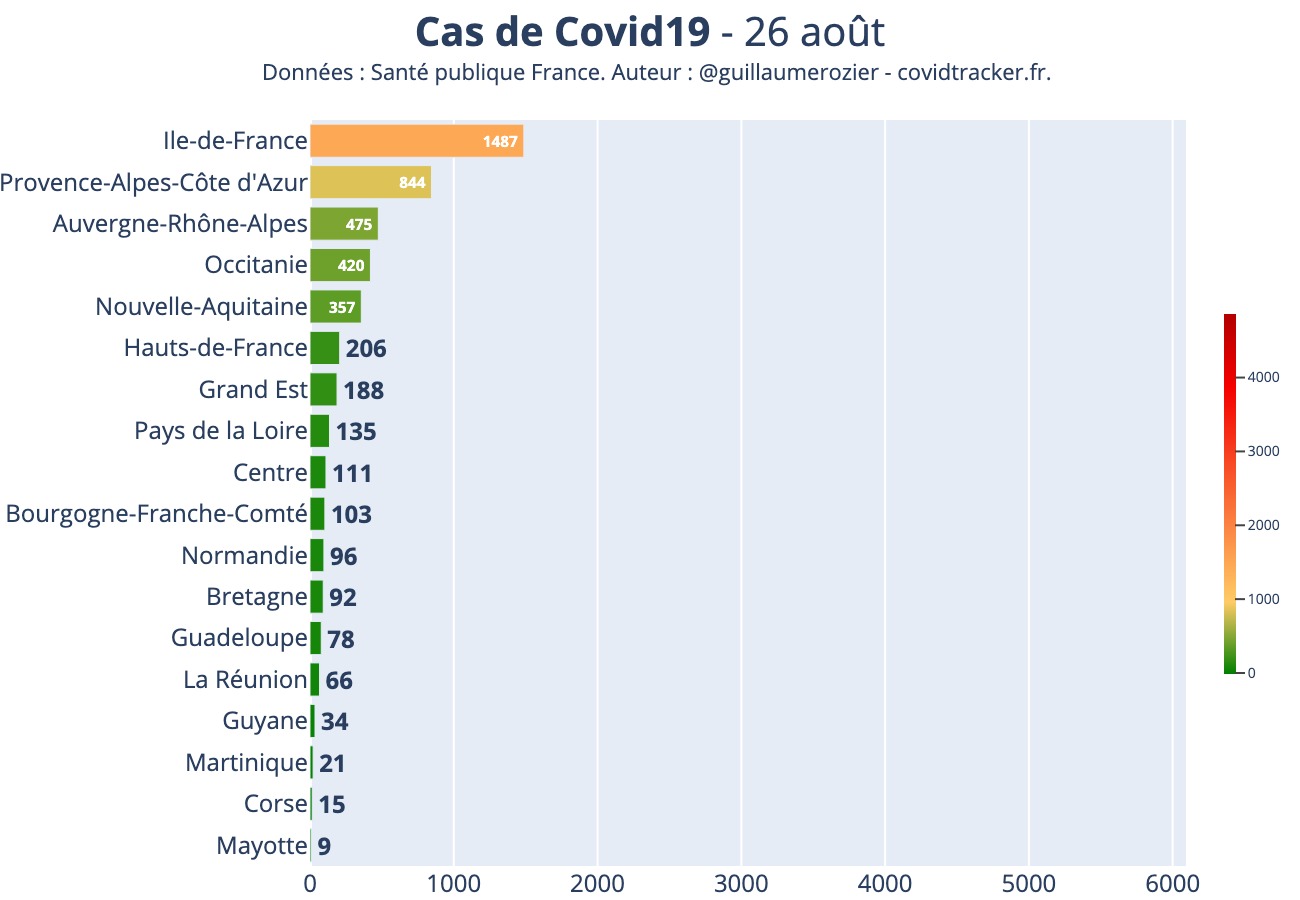 Cas de Covid19 - 26 août
Données : Santé publique France. Auteur : @guillaumerozier - covidtracker.fr.
Ile-de-France 1487
Provence-Alpes-Côte d'Azur 844
Auvergne-Rhône-Alpes 475
Occitanie 420
Nouvelle-Aquitaine 357
Hauts-de-France 206
Grand Est 188
Pays de la Loire 135
Centre 111
Bourgogne-Franche-Comté 103
Normandie 96
Bretagne 92
Guadeloupe 78
La Réunion 66
Guyane 34
Martinique 21
Corse 15
Mayotte 9
0 1000 2000 3000 4000 5000 6000
4000
3000
2000
1000
0